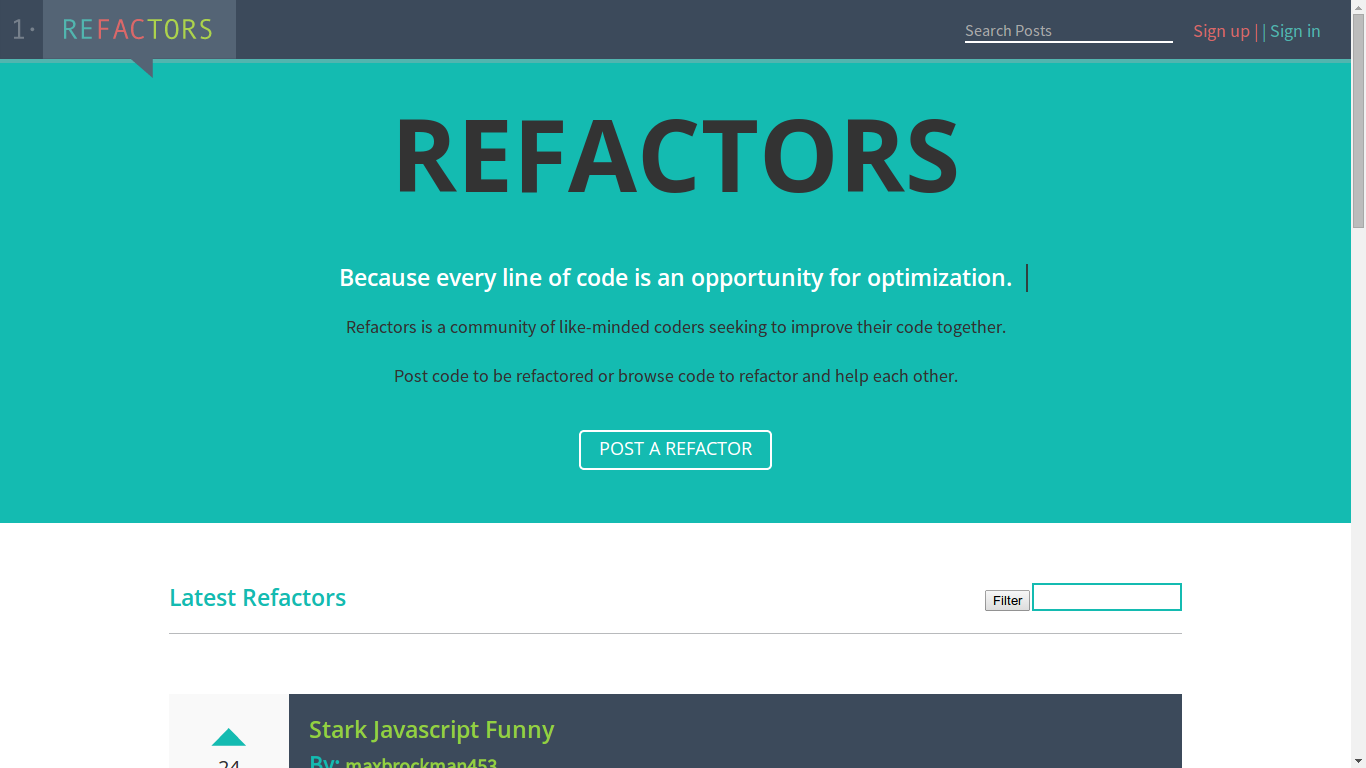 1· REFACTORS
Search Posts
Sign up | | Sign in
REFACTORS
Because every line of code is an opportunity for optimization. |
Refactors is a community of like-minded coders seeking to improve their code together.
Post code to be refactored or browse code to refactor and help each other.
POST A REFACTOR
Latest Refactors
Filter
Stark Javascript Funny
24
By: maxbrockman453